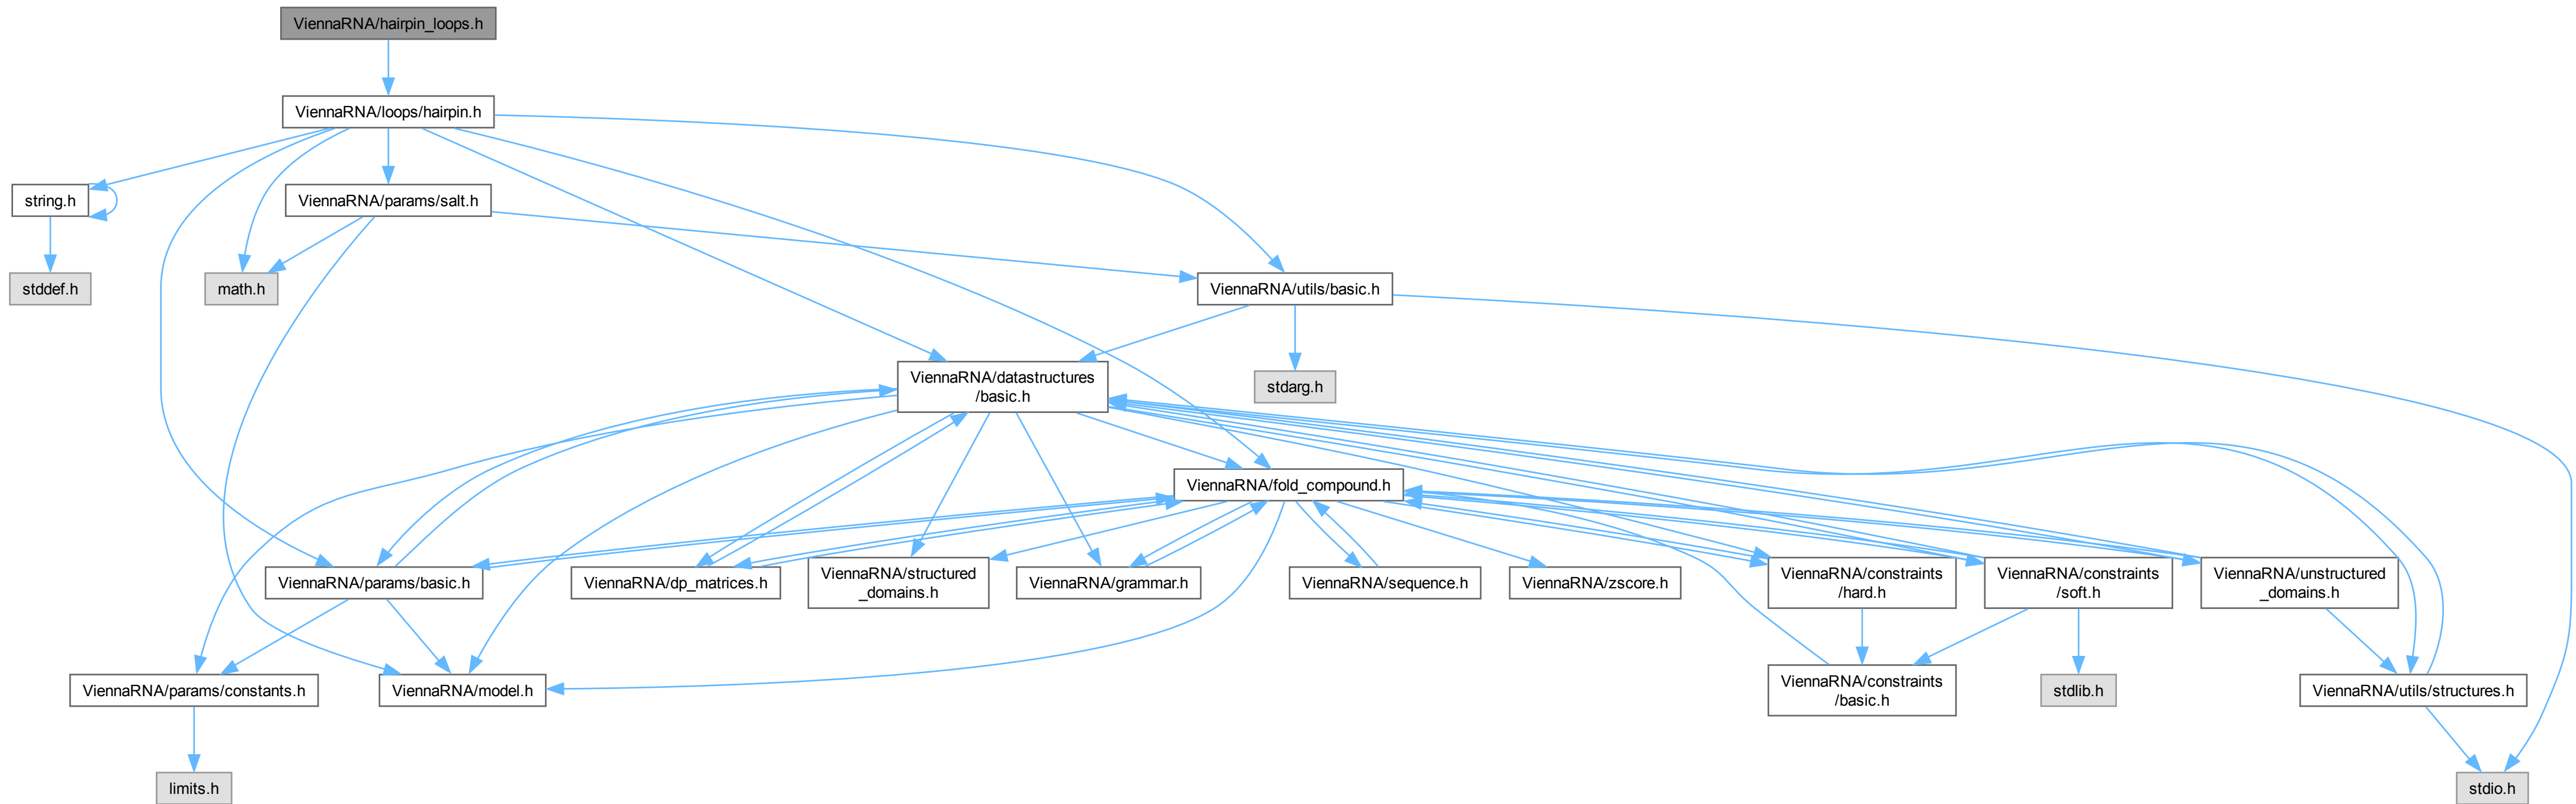 ViennaRNA/hairpin_loops.h
ViennaRNA/loops/hairpin.h
string.h
ViennaRNA/params/salt.h
stddef.h
math.h
ViennaRNA/utils/basic.h
ViennaRNA/datastructures
/basic.h
stdarg.h
ViennaRNA/fold_compound.h
ViennaRNA/params/basic.h
ViennaRNA/dp_matrices.h
ViennaRNA/structured
_domains.h
ViennaRNA/grammar.h
ViennaRNA/sequence.h
ViennaRNA/zscore.h
ViennaRNA/constraints
/hard.h
ViennaRNA/constraints
/soft.h
ViennaRNA/unstructured
_domains.h
ViennaRNA/params/constants.h
ViennaRNA/model.h
ViennaRNA/constraints
/basic.h
stdlib.h
ViennaRNA/utils/structures.h
limits.h
stdio.h